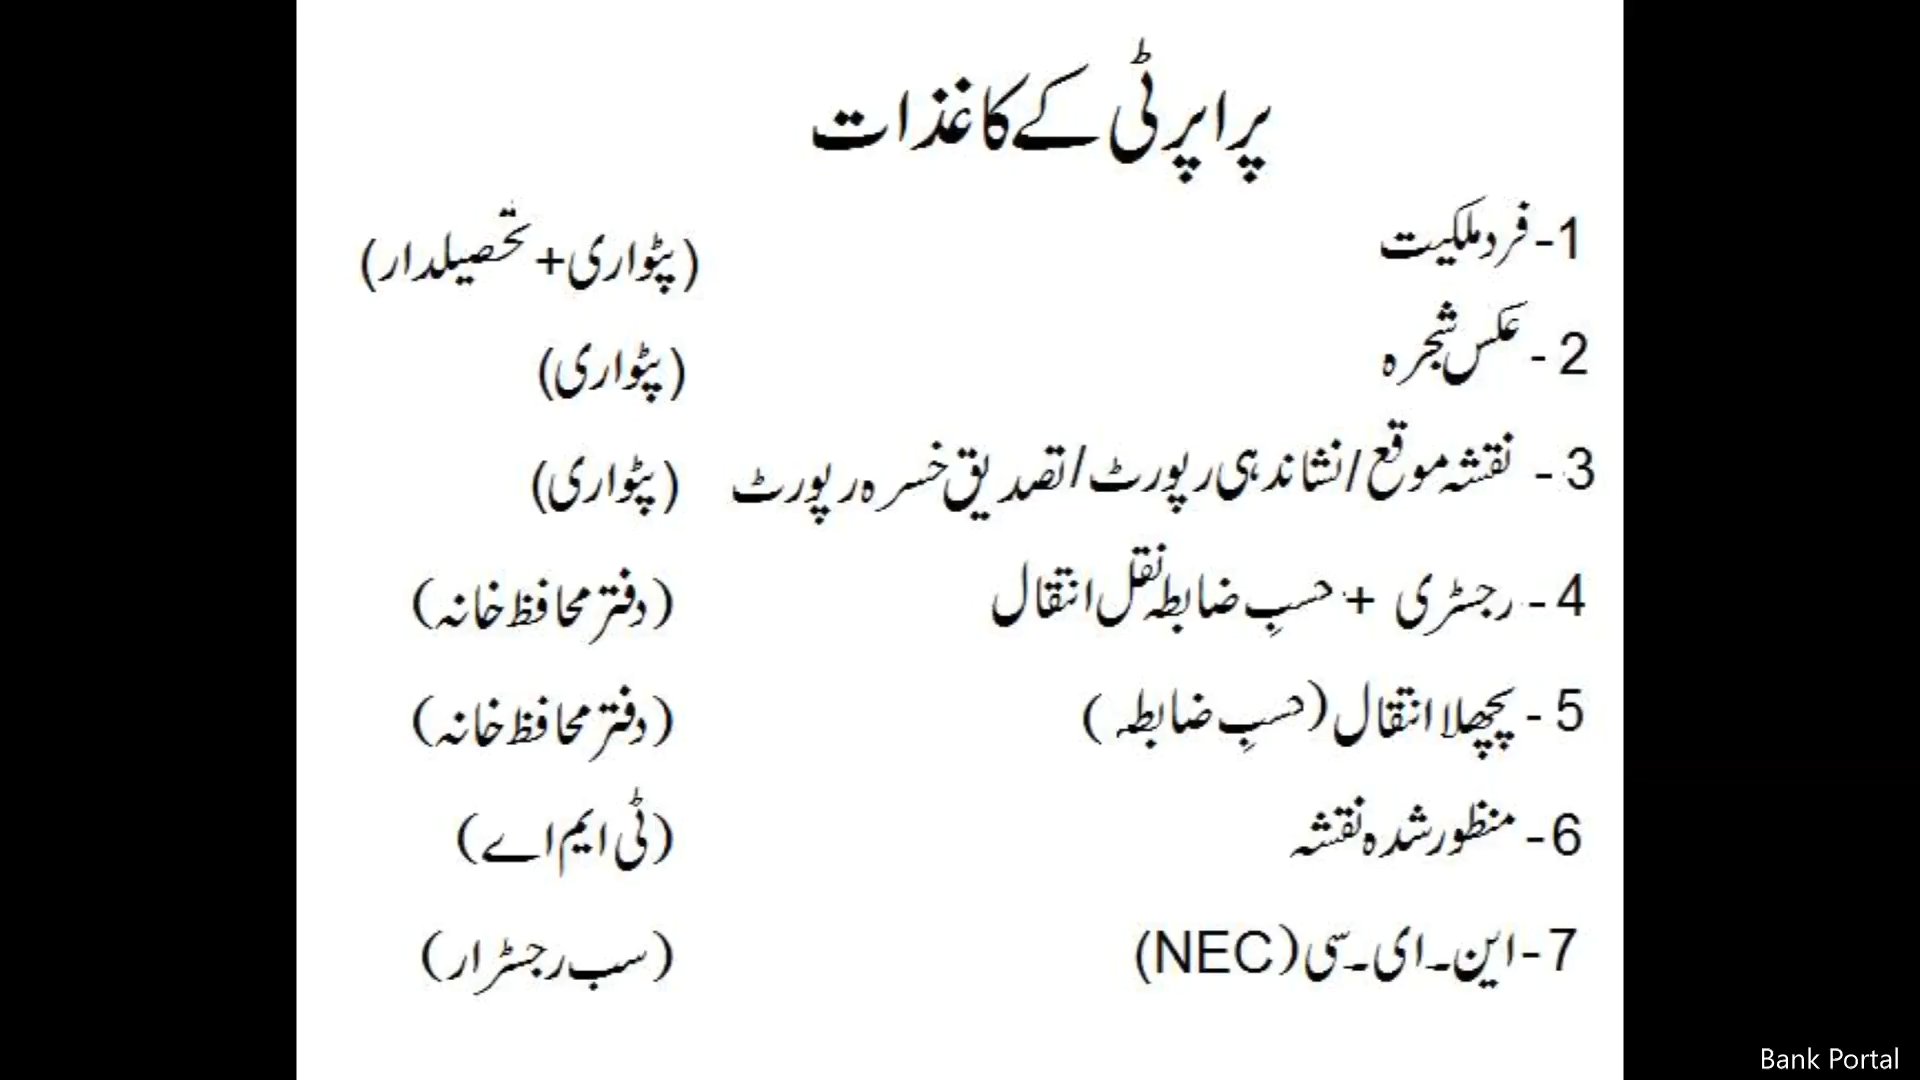 پراپرٹی کے کاغذات
1- فرد ملکیت (پٹواری + تحصیلدار)
2 - عکس شجرہ (پٹواری)
3 - نقشہ موقع / نشاندہی رپورٹ / تصدیق خسرہ رپورٹ (پٹواری)
4 - رجسٹری + حسبِ ضابطہ نقل انتقال (دفتر محافظ خانہ)
5 - پچھلا انتقال (حسبِ ضابطہ) (دفتر محافظ خانہ)
6- منظور شدہ نقشہ (ٹی ایم اے)
7- این۔ای۔سی (NEC) (سب رجسٹرار)
Bank Portal